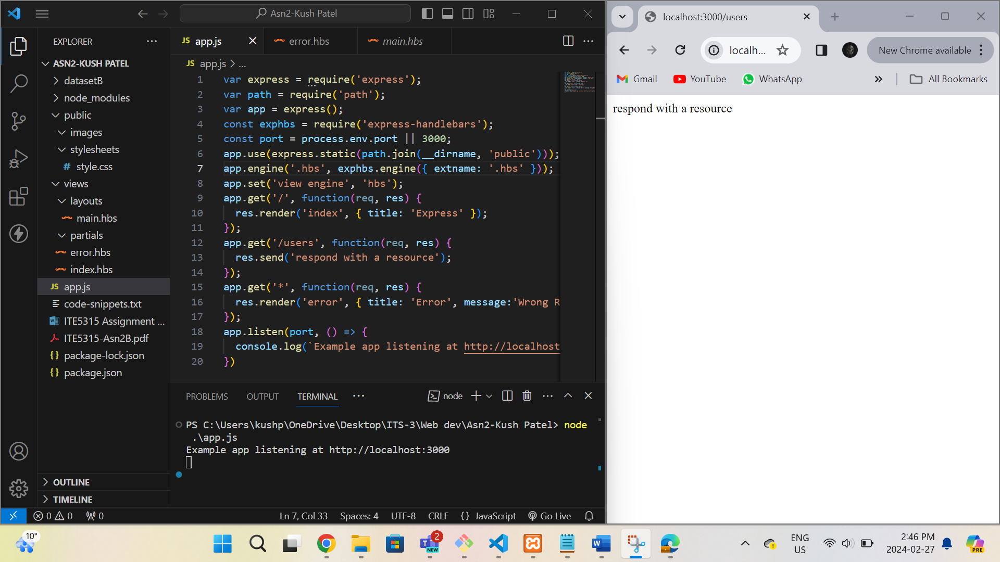 Asn2-Kush Patel
EXPLORER
ASN2-KUSH PATEL
datasetB
node_modules
public
images
stylesheets
# style.css
views
layouts
main.hbs
partials
error.hbs
index.hbs
JS app.js
code-snippets.txt
ITE5315 Assignment ...
ITE5315-Asn2B.pdf
{} package-lock.json
{} package.json
OUTLINE
TIMELINE
JS app.js
error.hbs
main.hbs
JS app.js > ...
1 var express = require('express');
2 var path = require('path');
3 var app = express();
4 const exphbs = require('express-handlebars');
5 const port = process.env.port || 3000;
6 app.use(express.static(path.join(__dirname, 'public')));
7 app.engine('.hbs', exphbs.engine({ extname: '.hbs' }));
8 app.set('view engine', 'hbs');
9 app.get('/', function(req, res) {
10 res.render('index', { title: 'Express' });
11 });
12 app.get('/users', function(req, res) {
13 res.send('respond with a resource');
14 });
15 app.get('*', function(req, res) {
16 res.render('error', { title: 'Error', message:'Wrong R
17 });
18 app.listen(port, () => {
19 console.log(`Example app listening at http://localhost
20 })
PROBLEMS OUTPUT TERMINAL ...
node
PS C:\Users\kushp\OneDrive\Desktop\ITS-3\Web dev\Asn2-Kush Patel> node
.\app.js
Example app listening at http://localhost:3000
0 0 0
Ln 7, Col 33 Spaces: 4 UTF-8 CRLF {} JavaScript Go Live
localhost:3000/users
localh...
New Chrome available
Gmail YouTube WhatsApp » All Bookmarks
respond with a resource
10°
2
NEW
ENG
US
2:46 PM
2024-02-27
PRE